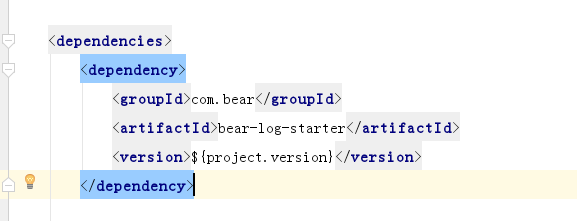 <dependencies>
<dependency>
<groupId>com.bear</groupId>
<artifactId>bear-log-starter</artifactId>
<version>${project.version}</version>
</dependency>